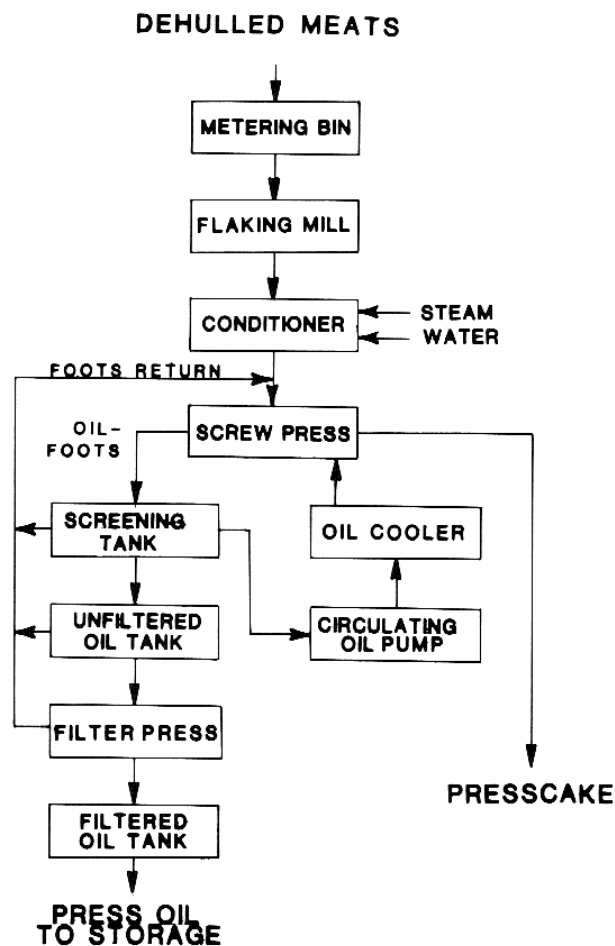 DEHULLED MEATS
METERING BIN
FLAKING MILL
CONDITIONER
STEAM
WATER
FOOTS RETURN
OIL-
FOOTS
SCREW PRESS
SCREENING
TANK
OIL COOLER
UNFILTERED
OIL TANK
CIRCULATING
OIL PUMP
FILTER PRESS
PRESSCAKE
FILTERED
OIL TANK
PRESS OIL
TO STORAGE